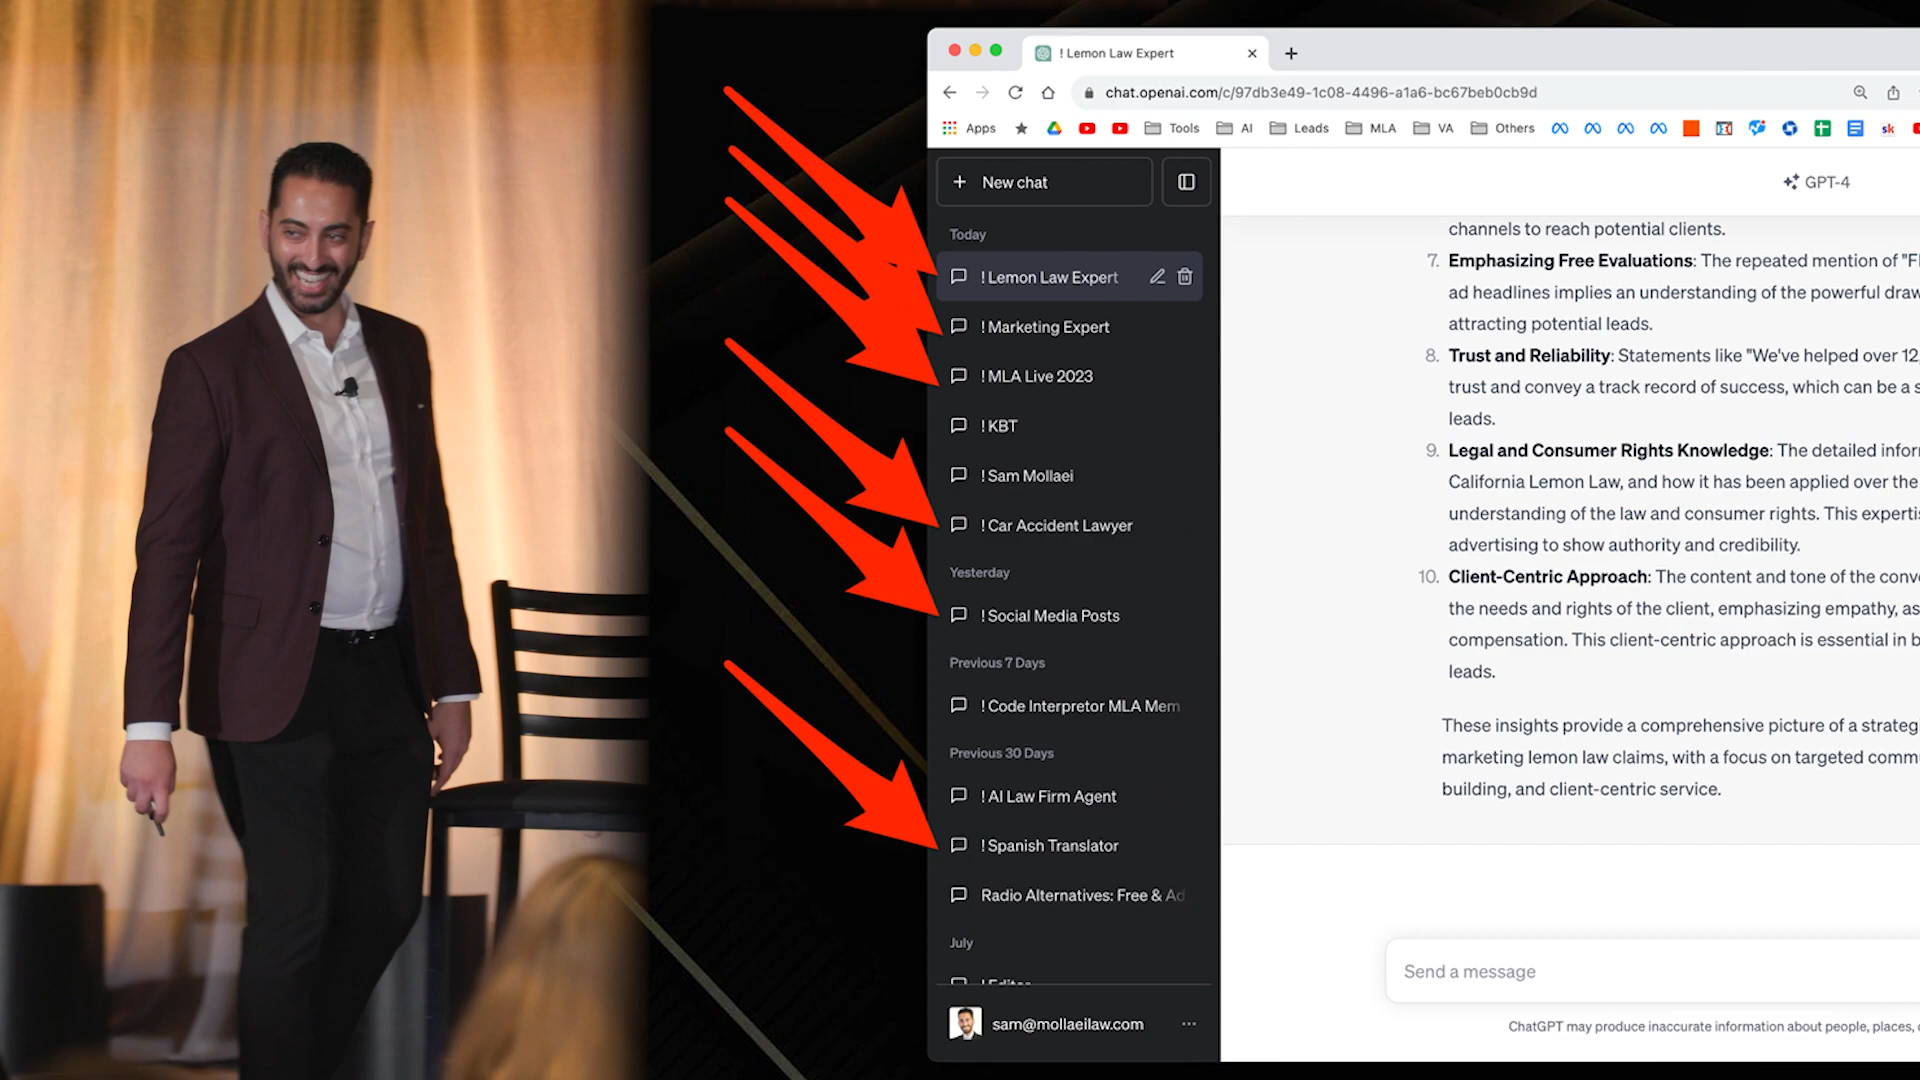 ! Lemon Law Expert
chat.openai.com/c/97db3e49-1c08-4496-a1a6-bc67beb0cb9d
Apps
Tools
AI
Leads
MLA
VA
Others
sk
New chat
GPT-4
Today
! Lemon Law Expert
! Marketing Expert
! MLA Live 2023
! KBT
! Sam Mollaei
! Car Accident Lawyer
Yesterday
! Social Media Posts
Previous 7 Days
! Code Interpretor MLA Mem
Previous 30 Days
! AI Law Firm Agent
! Spanish Translator
Radio Alternatives: Free & Ad
July
! Editor
sam@mollaeilaw.com
channels to reach potential clients.
7. Emphasizing Free Evaluations: The repeated mention of "F
ad headlines implies an understanding of the powerful draw
attracting potential leads.
8. Trust and Reliability: Statements like "We've helped over 12,
trust and convey a track record of success, which can be a s
leads.
9. Legal and Consumer Rights Knowledge: The detailed infor
California Lemon Law, and how it has been applied over the
understanding of the law and consumer rights. This expertis
advertising to show authority and credibility.
10. Client-Centric Approach: The content and tone of the conve
the needs and rights of the client, emphasizing empathy, as
compensation. This client-centric approach is essential in b
leads.
These insights provide a comprehensive picture of a strateg
marketing lemon law claims, with a focus on targeted commu
building, and client-centric service.
Send a message
ChatGPT may produce inaccurate information about people, places,